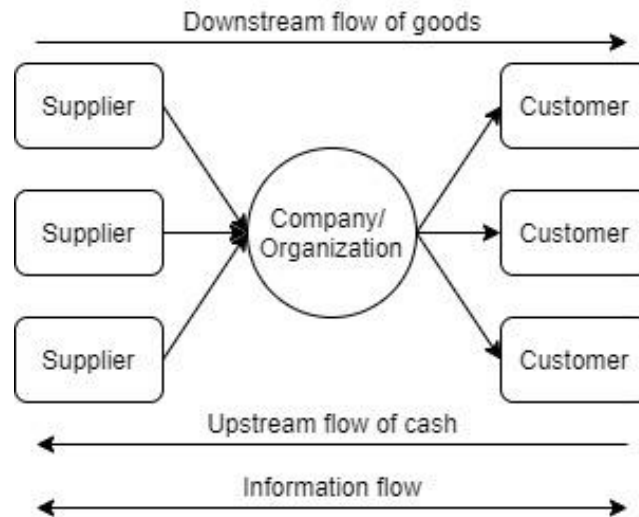 Downstream flow of goods
Supplier
Customer
Supplier
Company/
Organization
Customer
Supplier
Customer
Upstream flow of cash
Information flow